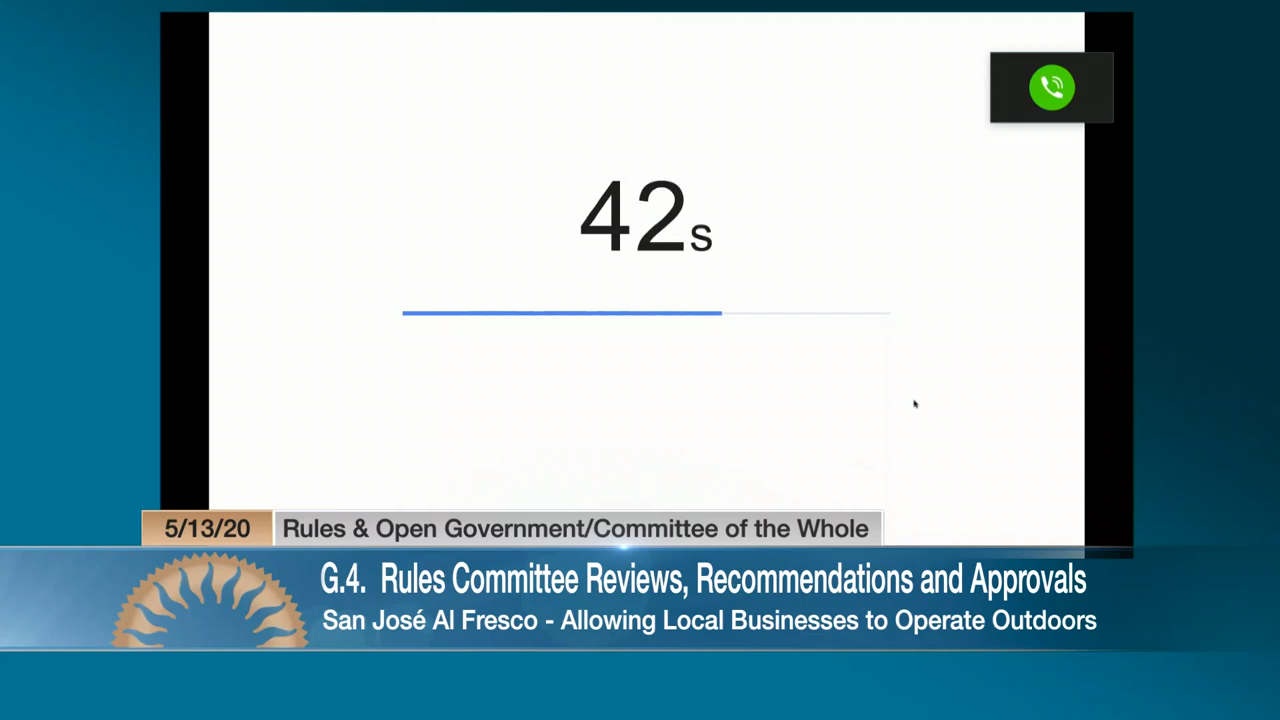 42s
5/13/20 Rules & Open Government/Committee of the Whole
G.4. Rules Committee Reviews, Recommendations and Approvals
San José Al Fresco - Allowing Local Businesses to Operate Outdoors